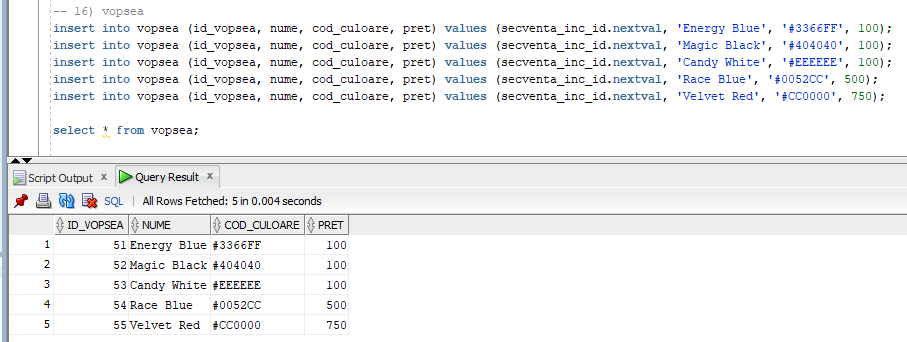 -- 16) vopsea
insert into vopsea (id_vopsea, nume, cod_culoare, pret) values (secventa_inc_id.nextval, 'Energy Blue', '#3366FF', 100);
insert into vopsea (id_vopsea, nume, cod_culoare, pret) values (secventa_inc_id.nextval, 'Magic Black', '#404040', 100);
insert into vopsea (id_vopsea, nume, cod_culoare, pret) values (secventa_inc_id.nextval, 'Candy White', '#EEEEEE', 100);
insert into vopsea (id_vopsea, nume, cod_culoare, pret) values (secventa_inc_id.nextval, 'Race Blue', '#0052CC', 500);
insert into vopsea (id_vopsea, nume, cod_culoare, pret) values (secventa_inc_id.nextval, 'Velvet Red', '#CC0000', 750);
select * from vopsea;
Script Output x Query Result x
SQL | All Rows Fetched: 5 in 0.004 seconds
ID_VOPSEA NUME COD_CULOARE PRET
1 51 Energy Blue #3366FF 100
2 52 Magic Black #404040 100
3 53 Candy White #EEEEEE 100
4 54 Race Blue #0052CC 500
5 55 Velvet Red #CC0000 750